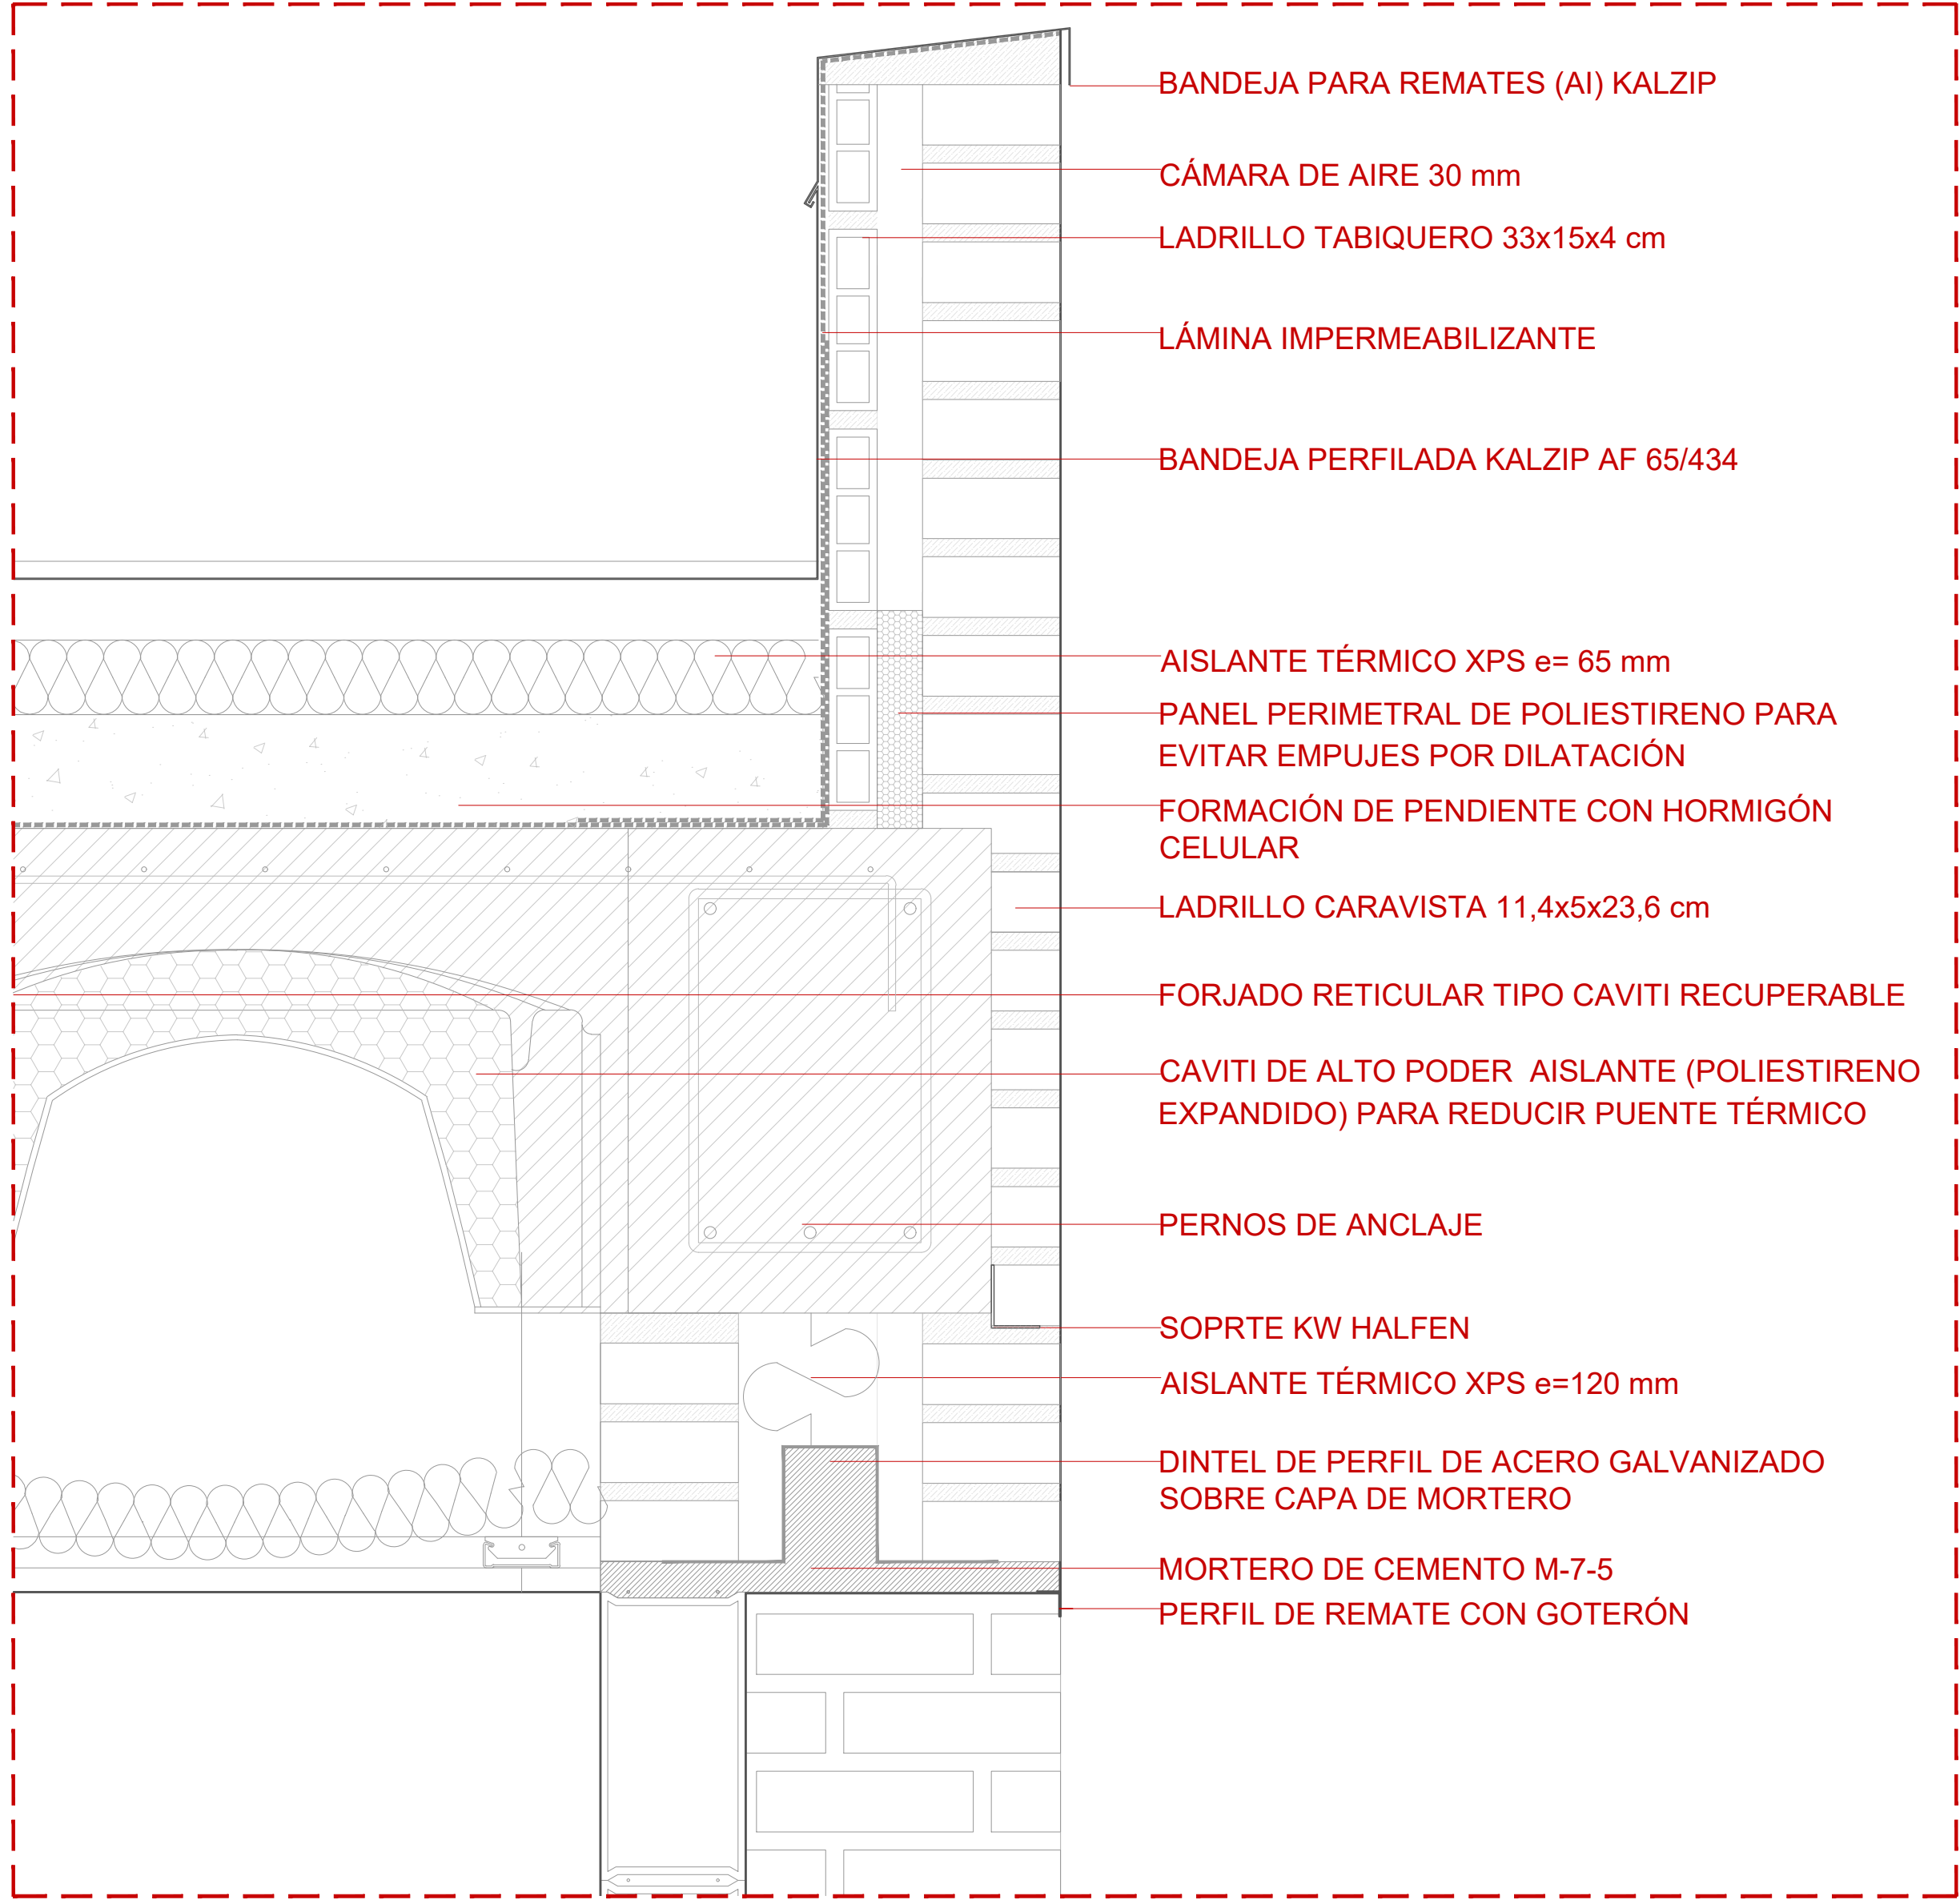 BANDEJA PARA REMATES (AI) KALZIP
CÁMARA DE AIRE 30 mm
LADRILLO TABIQUERO 33x15x4 cm
LÁMINA IMPERMEABILIZANTE
BANDEJA PERFILADA KALZIP AF 65/434
AISLANTE TÉRMICO XPS e= 65 mm
PANEL PERIMETRAL DE POLIESTIRENO PARA
EVITAR EMPUJES POR DILATACIÓN
FORMACIÓN DE PENDIENTE CON HORMIGÓN
CELULAR
LADRILLO CARAVISTA 11,4x5x23,6 cm
FORJADO RETICULAR TIPO CAVITI RECUPERABLE
CAVITI DE ALTO PODER  AISLANTE (POLIESTIRENO
EXPANDIDO) PARA REDUCIR PUENTE TÉRMICO
PERNOS DE ANCLAJE
SOPRTE KW HALFEN
AISLANTE TÉRMICO XPS e=120 mm
DINTEL DE PERFIL DE ACERO GALVANIZADO
SOBRE CAPA DE MORTERO
MORTERO DE CEMENTO M-7-5
PERFIL DE REMATE CON GOTERÓN